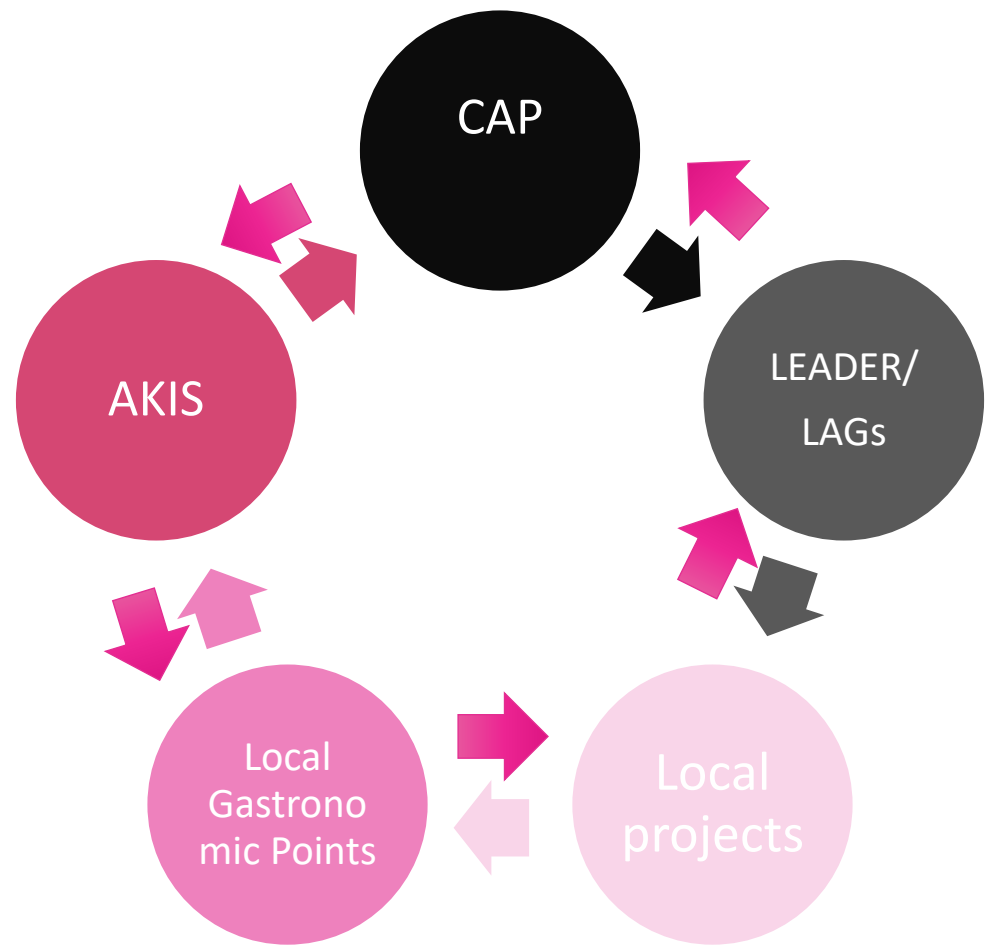 CAP
AKIS
LEADER/
LAGs
Local
Gastrono
mic Points
Local
projects